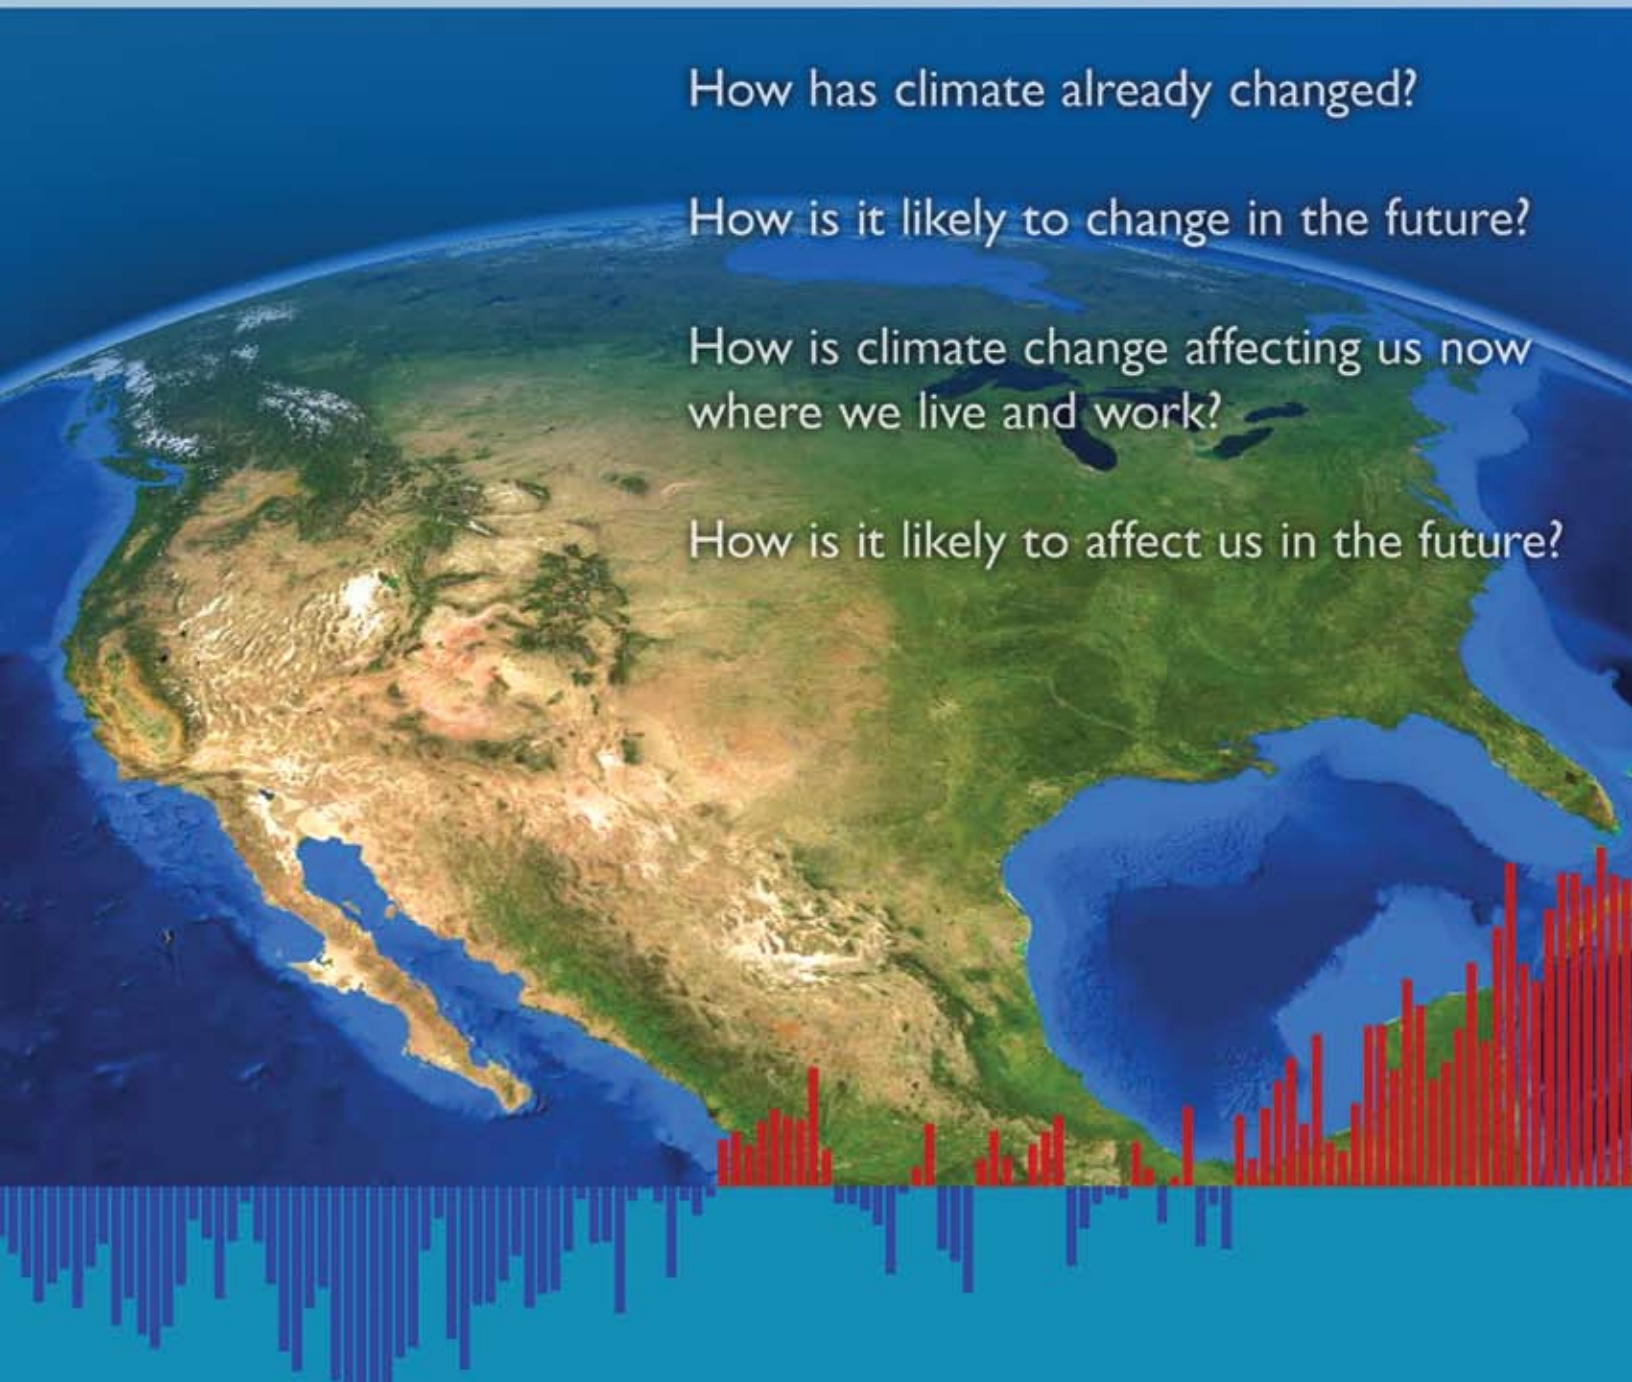 How has climate already changed?
How is it likely to change in the future?
How is climate change affecting us now
where we live and work?
How is it likely to affect us in the future?